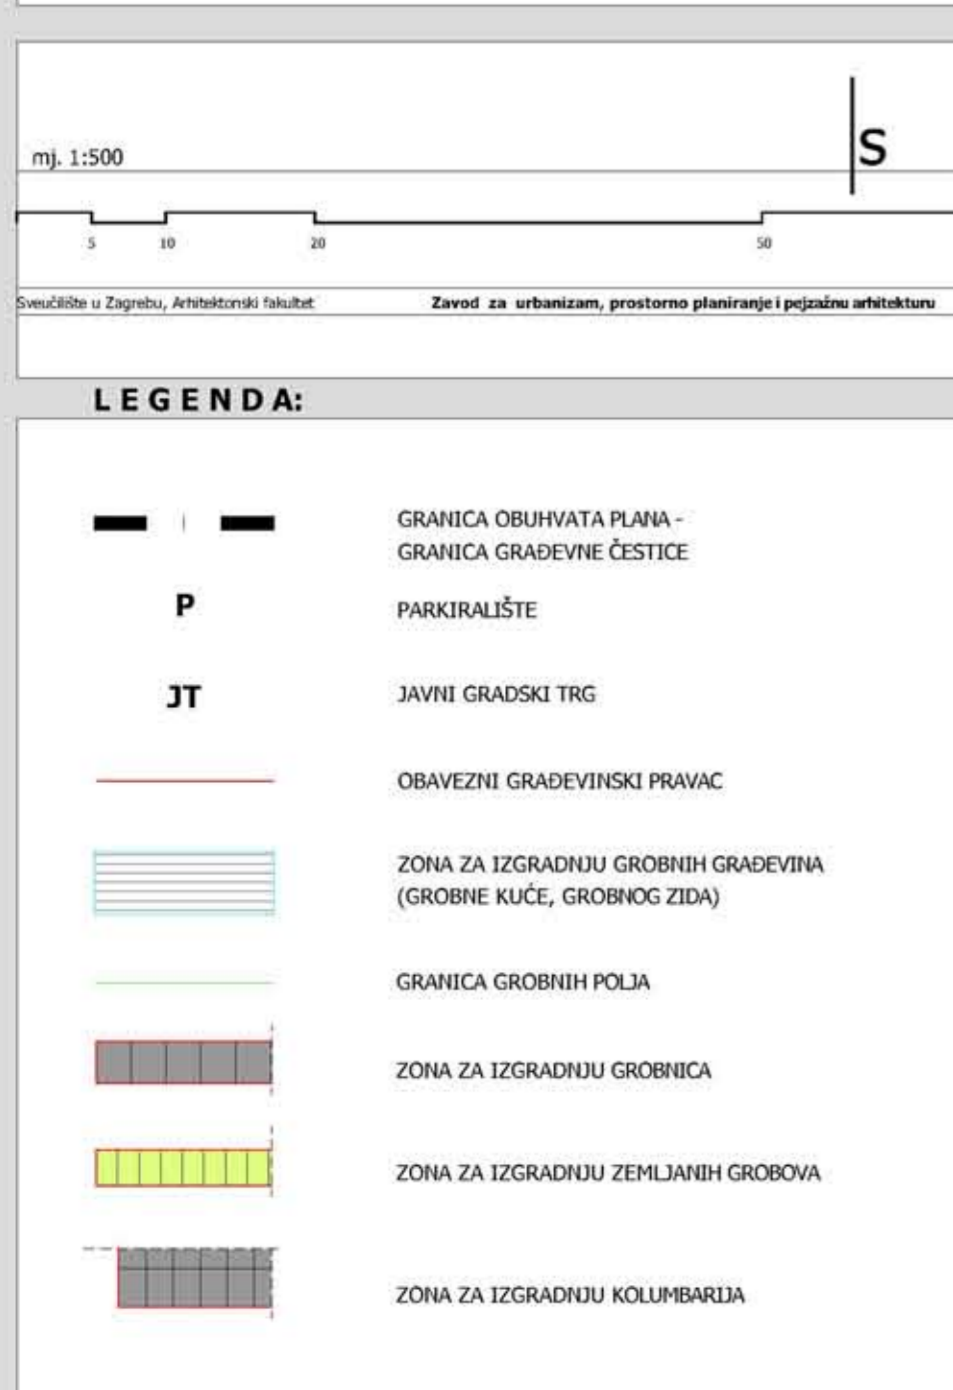 S
mj. 1:500
5 10 20 50
Sveučilište u Zagrebu, Arhitektonski fakultet Zavod za urbanizam, prostorno planiranje i pejzažnu arhitekturu
L E G E N D A:
GRANICA OBUHVATA PLANA -
GRANICA GRAĐEVNE ČESTICE
P PARKIRALIŠTE
JT JAVNI GRADSKI TRG
OBAVEZNI GRAĐEVINSKI PRAVAC
ZONA ZA IZGRADNJU GROBNIH GRAĐEVINA
(GROBNE KUĆE, GROBNOG ZIDA)
GRANICA GROBNIH POLJA
ZONA ZA IZGRADNJU GROBNICA
ZONA ZA IZGRADNJU ZEMLJANIH GROBOVA
ZONA ZA IZGRADNJU KOLUMBARIJA